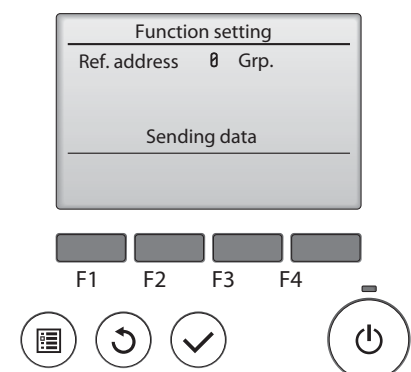 Function setting
Ref. address 0 Grp.
Sending data
F1 F2 F3 F4